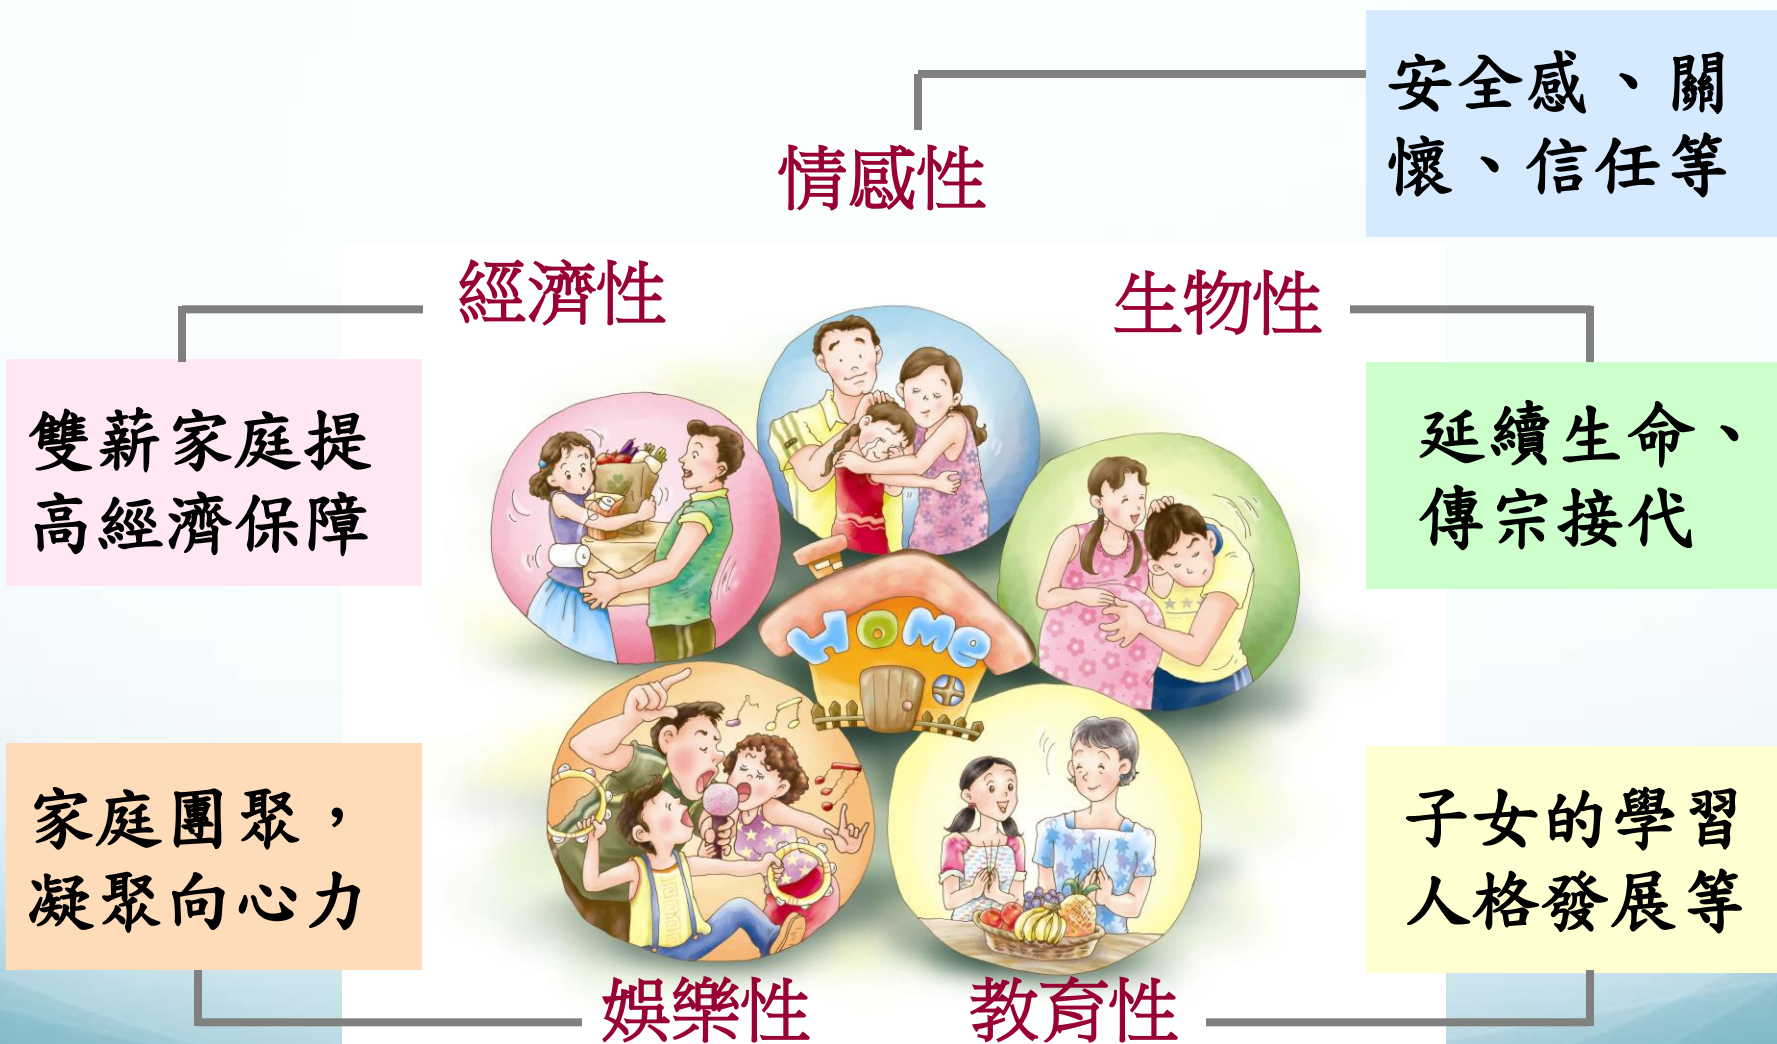 情感性
安全感、關
懷、信任等
經濟性
生物性
雙薪家庭提
高經濟保障
延續生命、
傳宗接代
HOMe
家庭團聚，
凝聚向心力
子女的學習
人格發展等
娛樂性
教育性